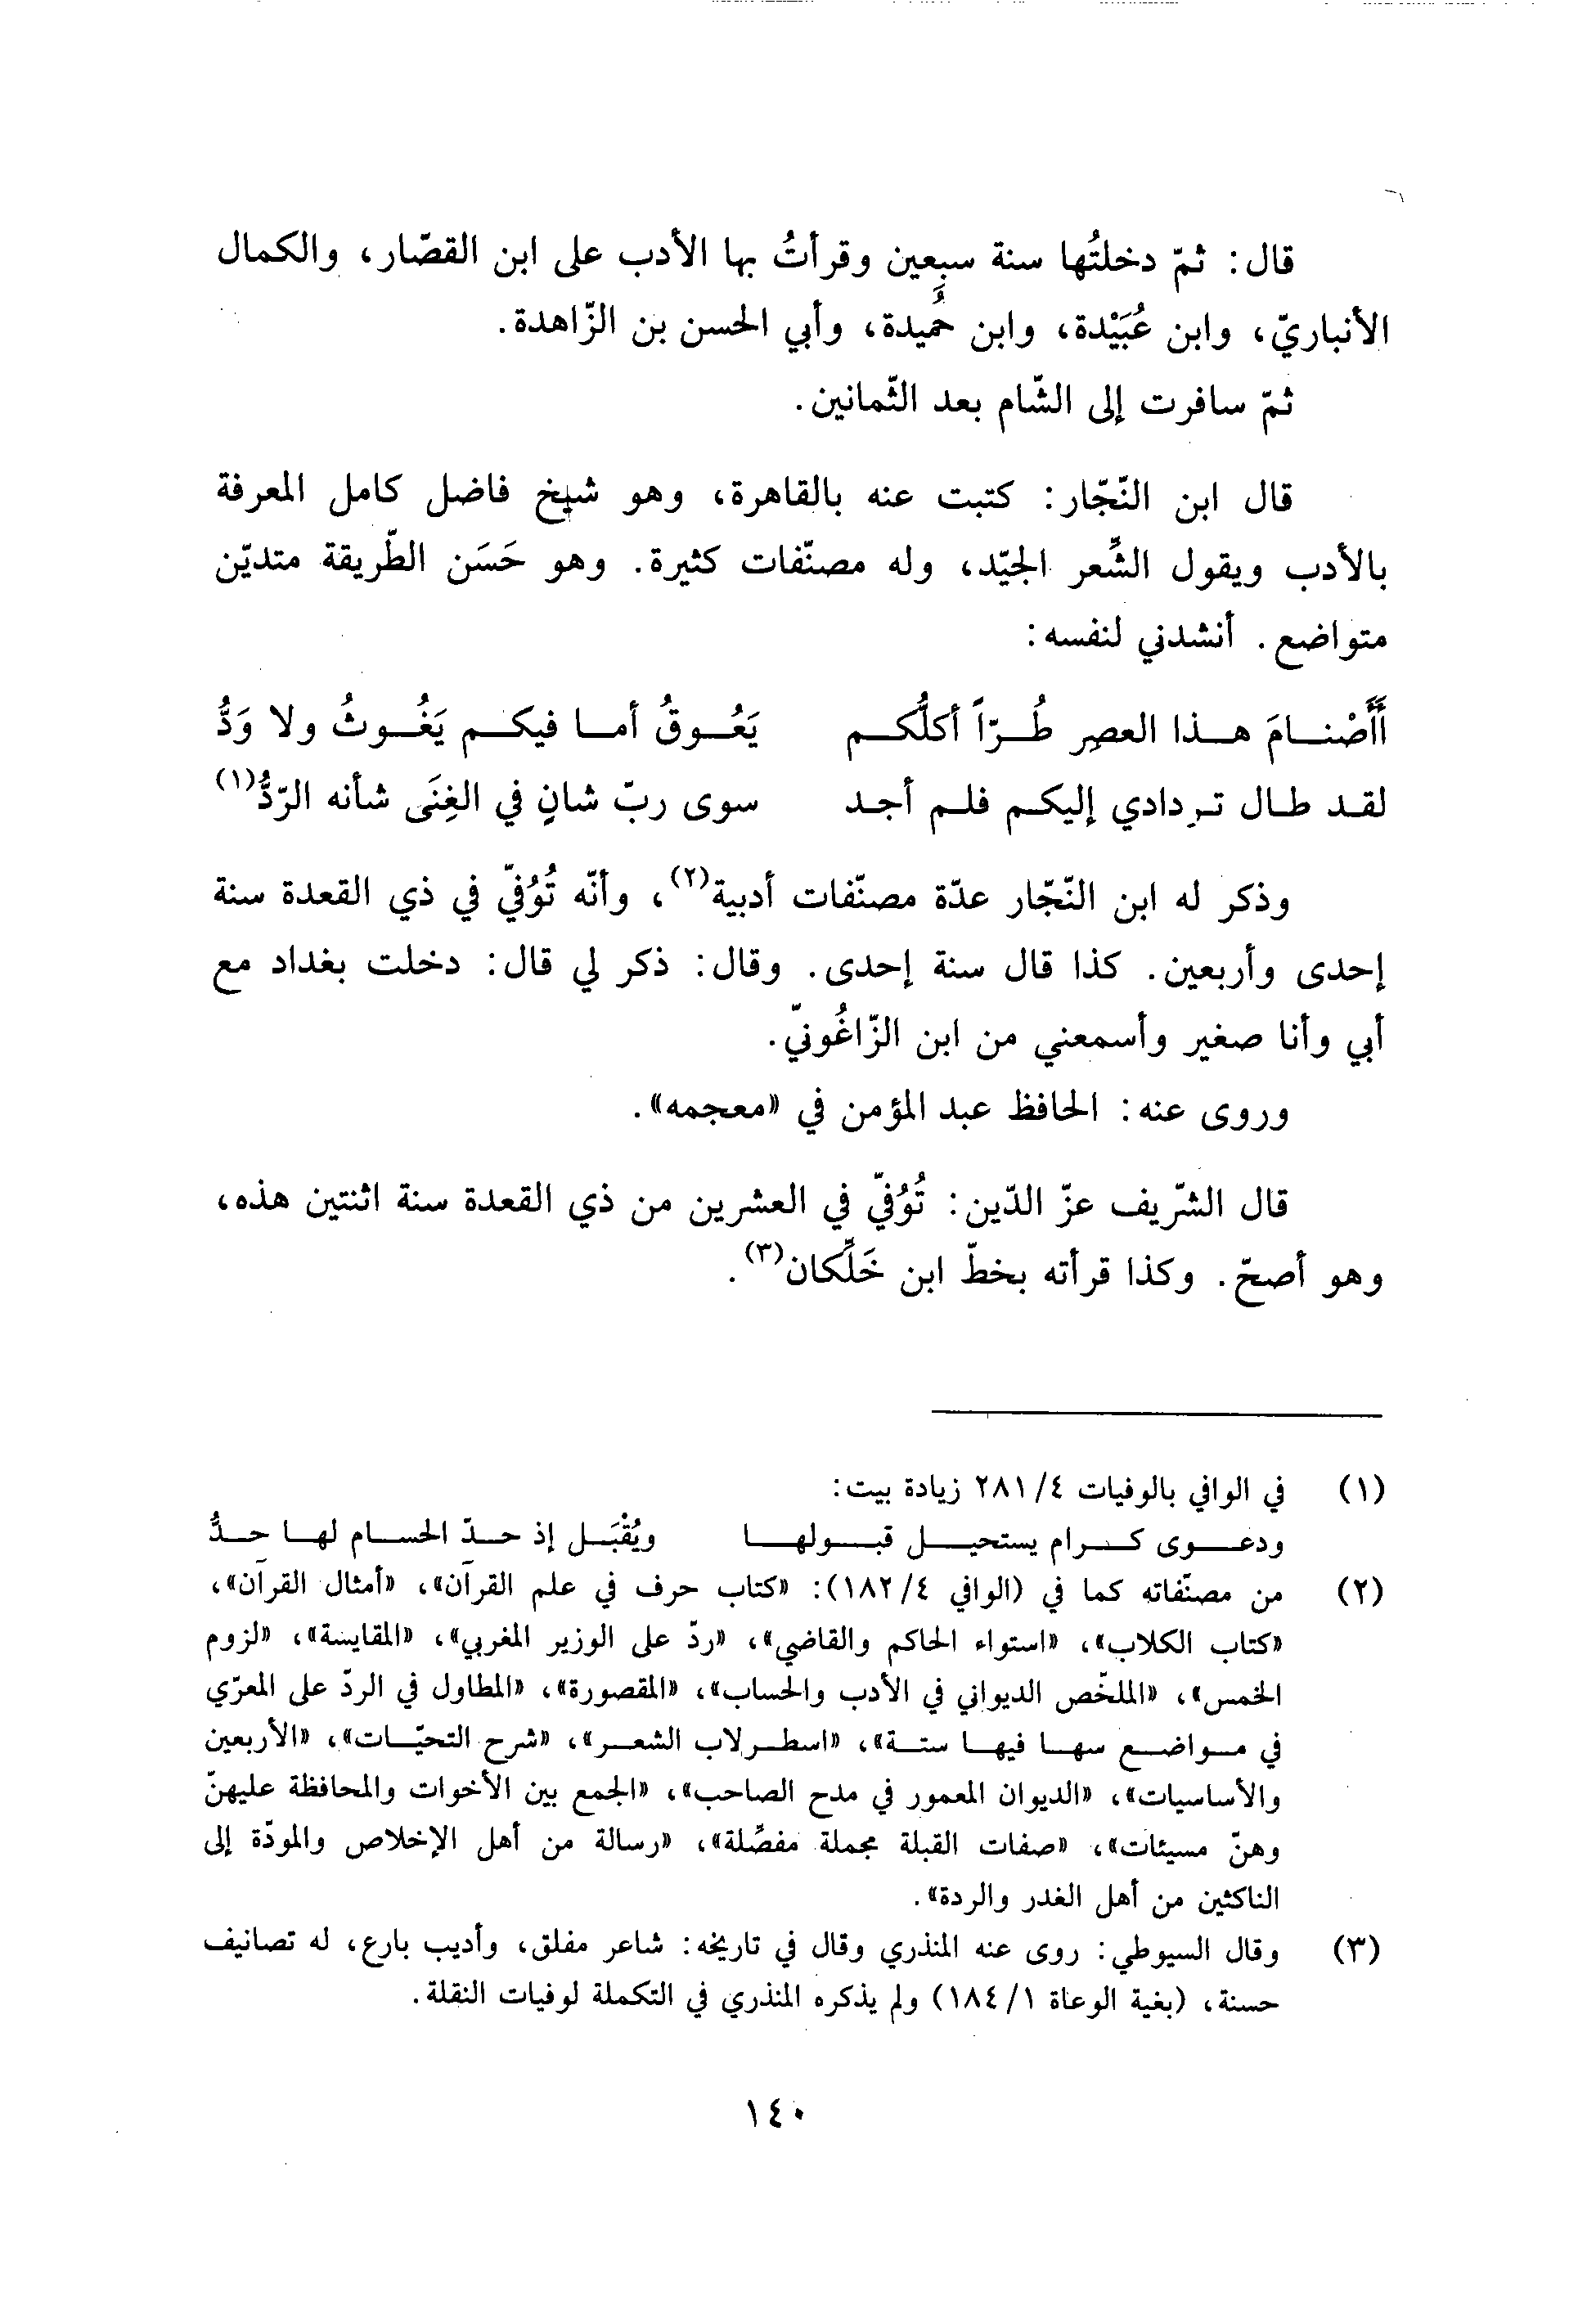 قال: ثمّ دخلتُها سنة سبعين وقرأتُ بها الأدب على ابن القصّار، والكمال
الأنباريّ، وابن عُبَيْدة، وابن حُمَيدة، وأبي الحسن بن الزّاهدة.
ثمّ سافرت إلى الشّام بعد الثّمانين.
قال ابن النّجّار: كتبت عنه بالقاهرة، وهو شيخ فاضل كامل المعرفة
بالأدب ويقول الشِّعر الجيّد، وله مصنّفات كثيرة. وهو حَسَن الطّريقة متديّن
متواضع. أنشدني لنفسه:
أَأَصْنامَ هذا العصرِ طُرّاً أكلُّكم يَعُوقُ أما فيكم يَغُوثُ ولا وَدُّ
لقد طال تردادي إليكم فلم أجد سوى ربّ شانٍ في الغِنَى شأنه الرّدُّ(١)
وذكر له ابن النّجّار عدّة مصنّفات أدبية(٢)، وأنّه تُوُفّي في ذي القعدة سنة
إحدى وأربعين. كذا قال سنة إحدى. وقال: ذكر لي قال: دخلت بغداد مع
أبي وأنا صغير وأسمعني من ابن الزّاغُونيّ.
وروى عنه: الحافظ عبد المؤمن في «معجمه».
قال الشّريف عزّ الدّين: تُوُفّي في العشرين من ذي القعدة سنة اثنتين هذه،
وهو أصحّ. وكذا قرأته بخطّ ابن خَلِّكان(٣).
(١) في الوافي بالوفيات ٢٨١/٤ زيادة بيت:
ودعوى كرام يستحيل قبولها ويُقْبَل إذ حدّ الحسام لها حدُّ
(٢) من مصنّفاته كما في (الوافي ١٨٢/٤): «كتاب حرف في علم القرآن»، «أمثال القرآن»،
«كتاب الكلاب»، «استواء الحاكم والقاضي»، «ردّ على الوزير المغربي»، «المقايسة»، «لزوم
الخمس»، «الملخّص الديواني في الأدب والحساب»، «المقصورة»، «المطاول في الردّ على المعرّي
في مواضع سها فيها ستة»، «اسطرلاب الشعر»، «شرح التحيّات»، «الأربعين
والأساسيات»، «الديوان المعمور في مدح الصاحب»، «الجمع بين الأخوات والمحافظة عليهنّ
وهنّ مسيئات»، «صفات القبلة مجملة مفصِّلة»، «رسالة من أهل الإخلاص والمودّة إلى
الناكثين من أهل الغدر والردة».
(٣) وقال السيوطي: روى عنه المنذري وقال في تاريخه: شاعر مفلق، وأديب بارع، له تصانيف
حسنة، (بغية الوعاة ١٨٤/١) ولم يذكره المنذري في التكملة لوفيات النقلة.
١٤٠